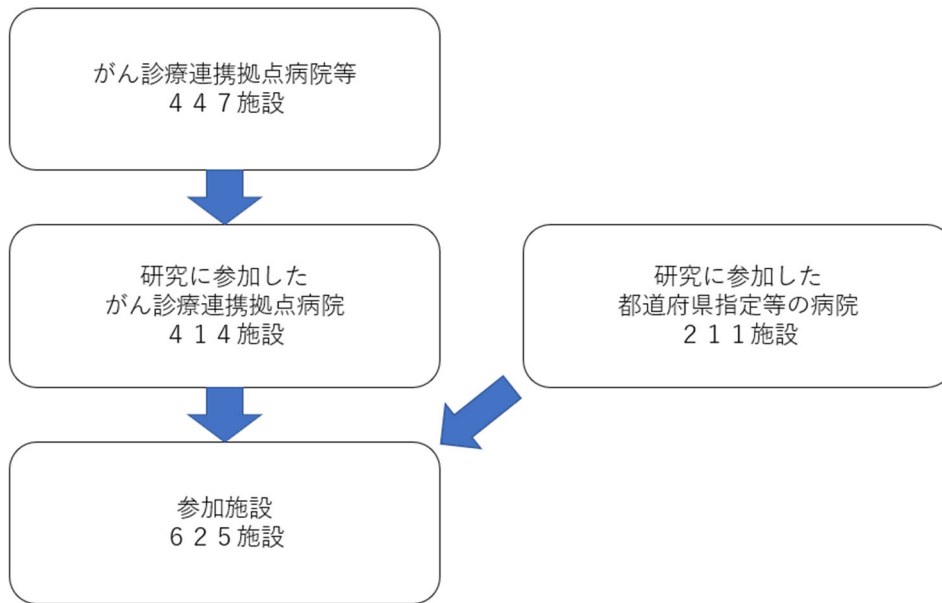 がん診療連携拠点病院等
４４７施設
研究に参加した
がん診療連携拠点病院
４１４施設
研究に参加した
都道府県指定等の病院
２１１施設
参加施設
６２５施設